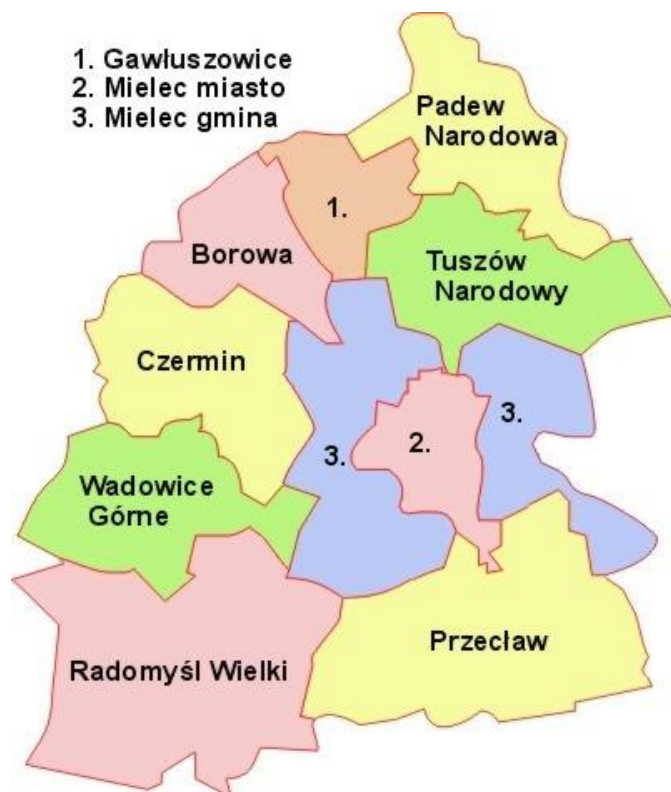 1. Gawłuszowice
2. Mielec miasto
3. Mielec gmina
Padew
Narodowa
1.
Borowa
Tuszów
Narodowy
Czermin
3.
2.
3.
Wadowice
Górne
Radomyśl Wielki
Przecław